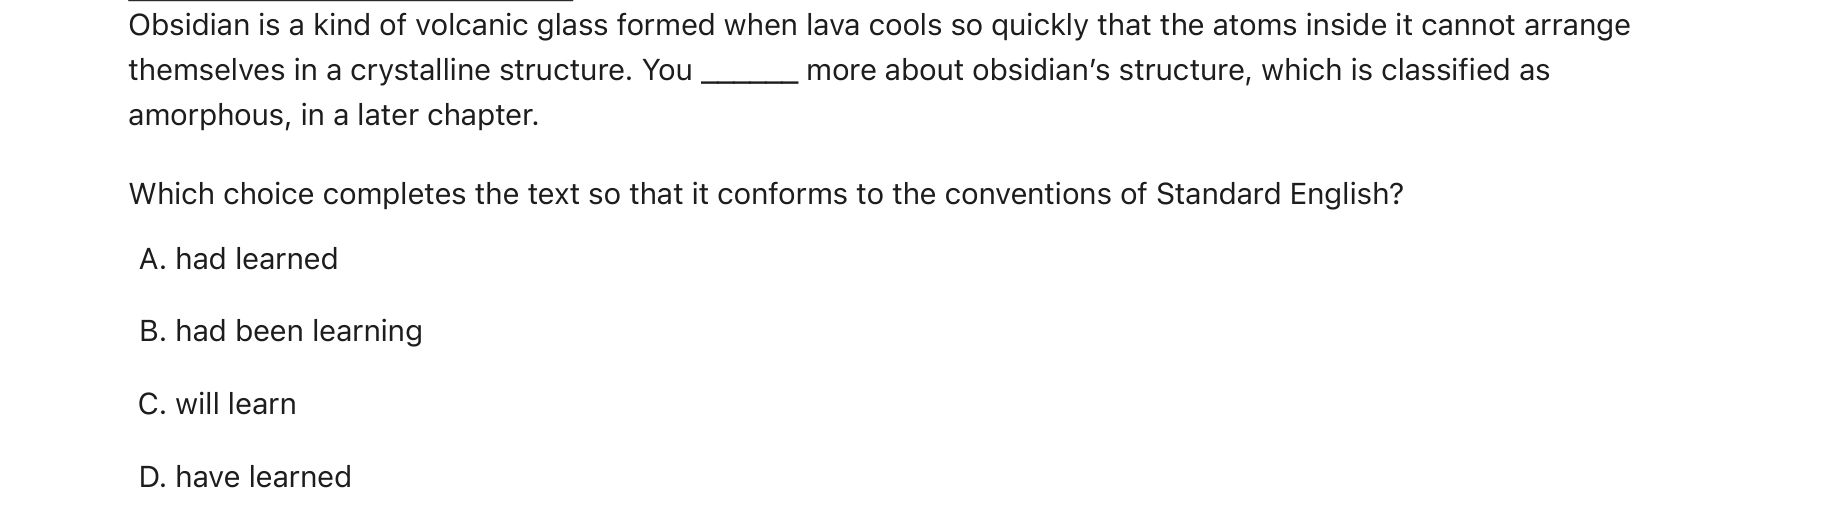 Obsidian is a kind of volcanic glass formed when lava cools so quickly that the atoms inside it cannot arrange
themselves in a crystalline structure. You ______ more about obsidian’s structure, which is classified as
amorphous, in a later chapter.
Which choice completes the text so that it conforms to the conventions of Standard English?
A. had learned
B. had been learning
C. will learn
D. have learned